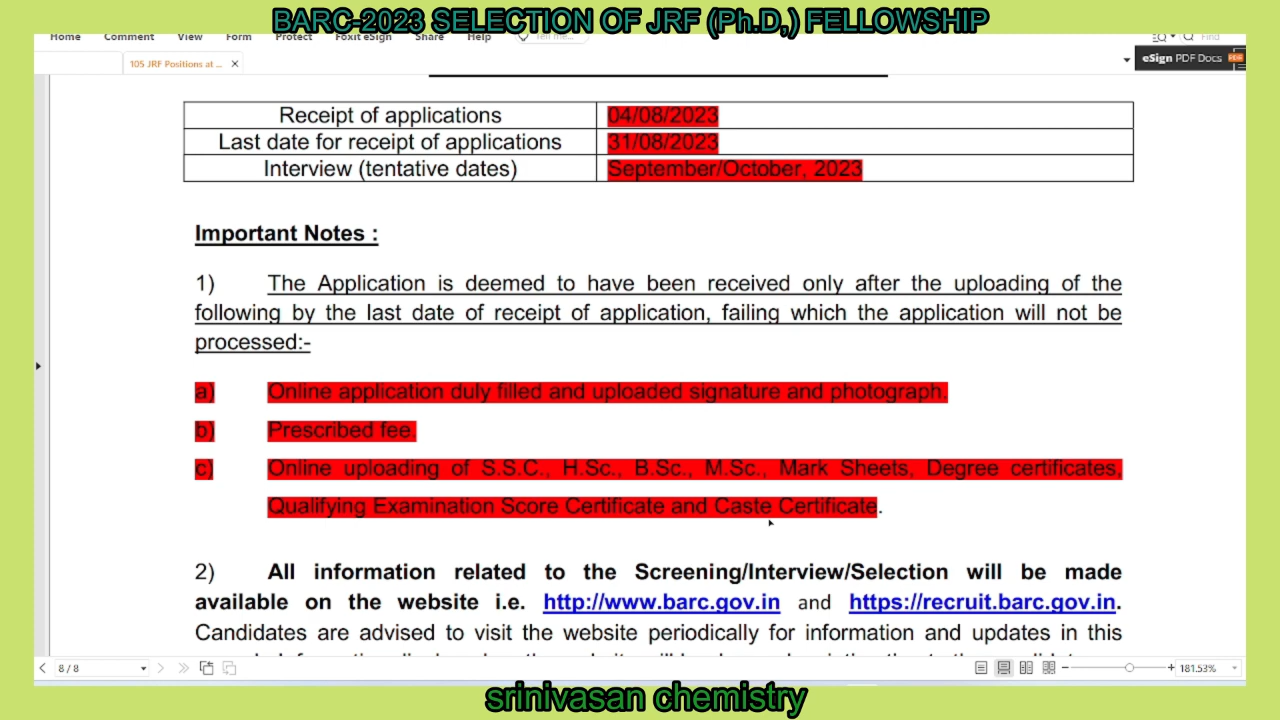 BARC-2023 SELECTION OF JRF (Ph.D,) FELLOWSHIP
Home Comment View Form Protect Foxit eSign Share Help Tell me... Find
105 JRF Positions at ... eSign PDF Docs
Receipt of applications 04/08/2023
Last date for receipt of applications 31/08/2023
Interview (tentative dates) September/October, 2023
Important Notes :
1) The Application is deemed to have been received only after the uploading of the
following by the last date of receipt of application, failing which the application will not be
processed:-
a) Online application duly filled and uploaded signature and photograph.
b) Prescribed fee.
c) Online uploading of S.S.C., H.Sc., B.Sc., M.Sc., Mark Sheets, Degree certificates,
Qualifying Examination Score Certificate and Caste Certificate.
2) All information related to the Screening/Interview/Selection will be made
available on the website i.e. http://www.barc.gov.in and https://recruit.barc.gov.in.
Candidates are advised to visit the website periodically for information and updates in this
8 / 8 181.53%
srinivasan chemistry